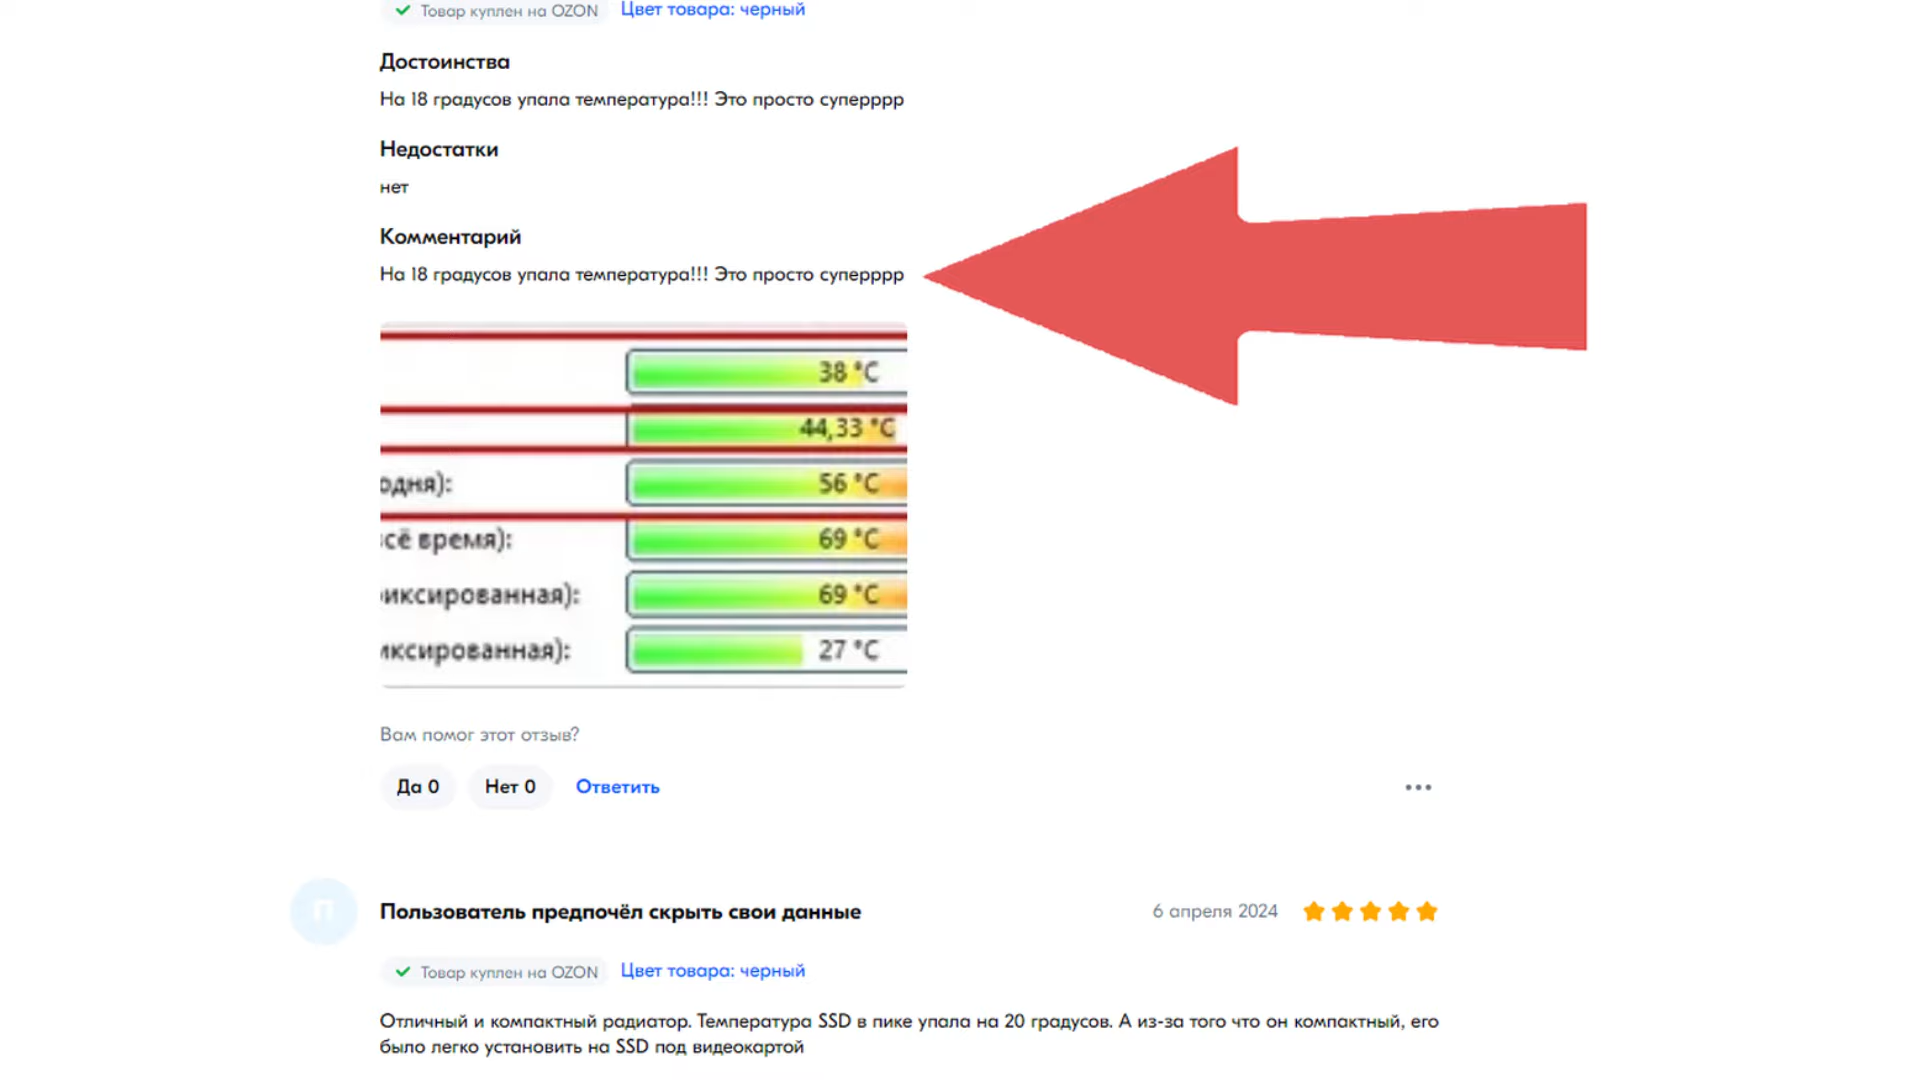 Товар куплен на OZON Цвет товара: черный
Достоинства
На 18 градусов упала температура!!! Это просто суперррр
Недостатки
нет
Комментарий
На 18 градусов упала температура!!! Это просто суперррр
38 °C
44,33 °C
одня): 56 °C
сё время): 69 °C
иксированная): 69 °C
иксированная): 27 °C
Вам помог этот отзыв?
Да 0 Нет 0 Ответить
П
Пользователь предпочёл скрыть свои данные 6 апреля 2024
Товар куплен на OZON Цвет товара: черный
Отличный и компактный радиатор. Температура SSD в пике упала на 20 градусов. А из-за того что он компактный, его
было легко установить на SSD под видеокартой